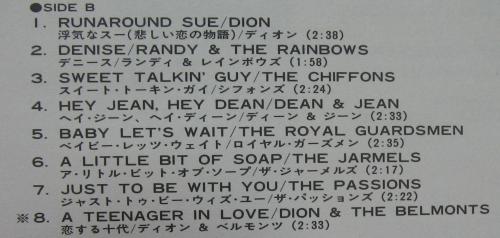 ●SIDE B
1. RUNAROUND SUE/DION
浮気なスー(悲しい恋の物語)/ディオン (2:38)
2. DENISE/RANDY & THE RAINBOWS
デニース/ランディ & レインボウズ (1:58)
3. SWEET TALKIN' GUY/THE CHIFFONS
スイート・トーキン・ガイ/シフォンズ (2:24)
4. HEY JEAN, HEY DEAN/DEAN & JEAN
ヘイ・ジーン、ヘイ・ディーン/ディーン & ジーン (2:33)
5. BABY LET'S WAIT/THE ROYAL GUARDSMEN
ベイビー・レッツ・ウェイト/ロイヤル・ガーズメン (2:35)
6. A LITTLE BIT OF SOAP/THE JARMELS
ア・リトル・ビット・オブ・ソープ/ザ・ジャーメルズ (2:17)
7. JUST TO BE WITH YOU/THE PASSIONS
ジャスト・トゥ・ビー・ウィズ・ユー/ザ・パッションズ (2:22)
※8. A TEENAGER IN LOVE/DION & THE BELMONTS
恋する十代/ディオン & ベルモンツ (2:33)